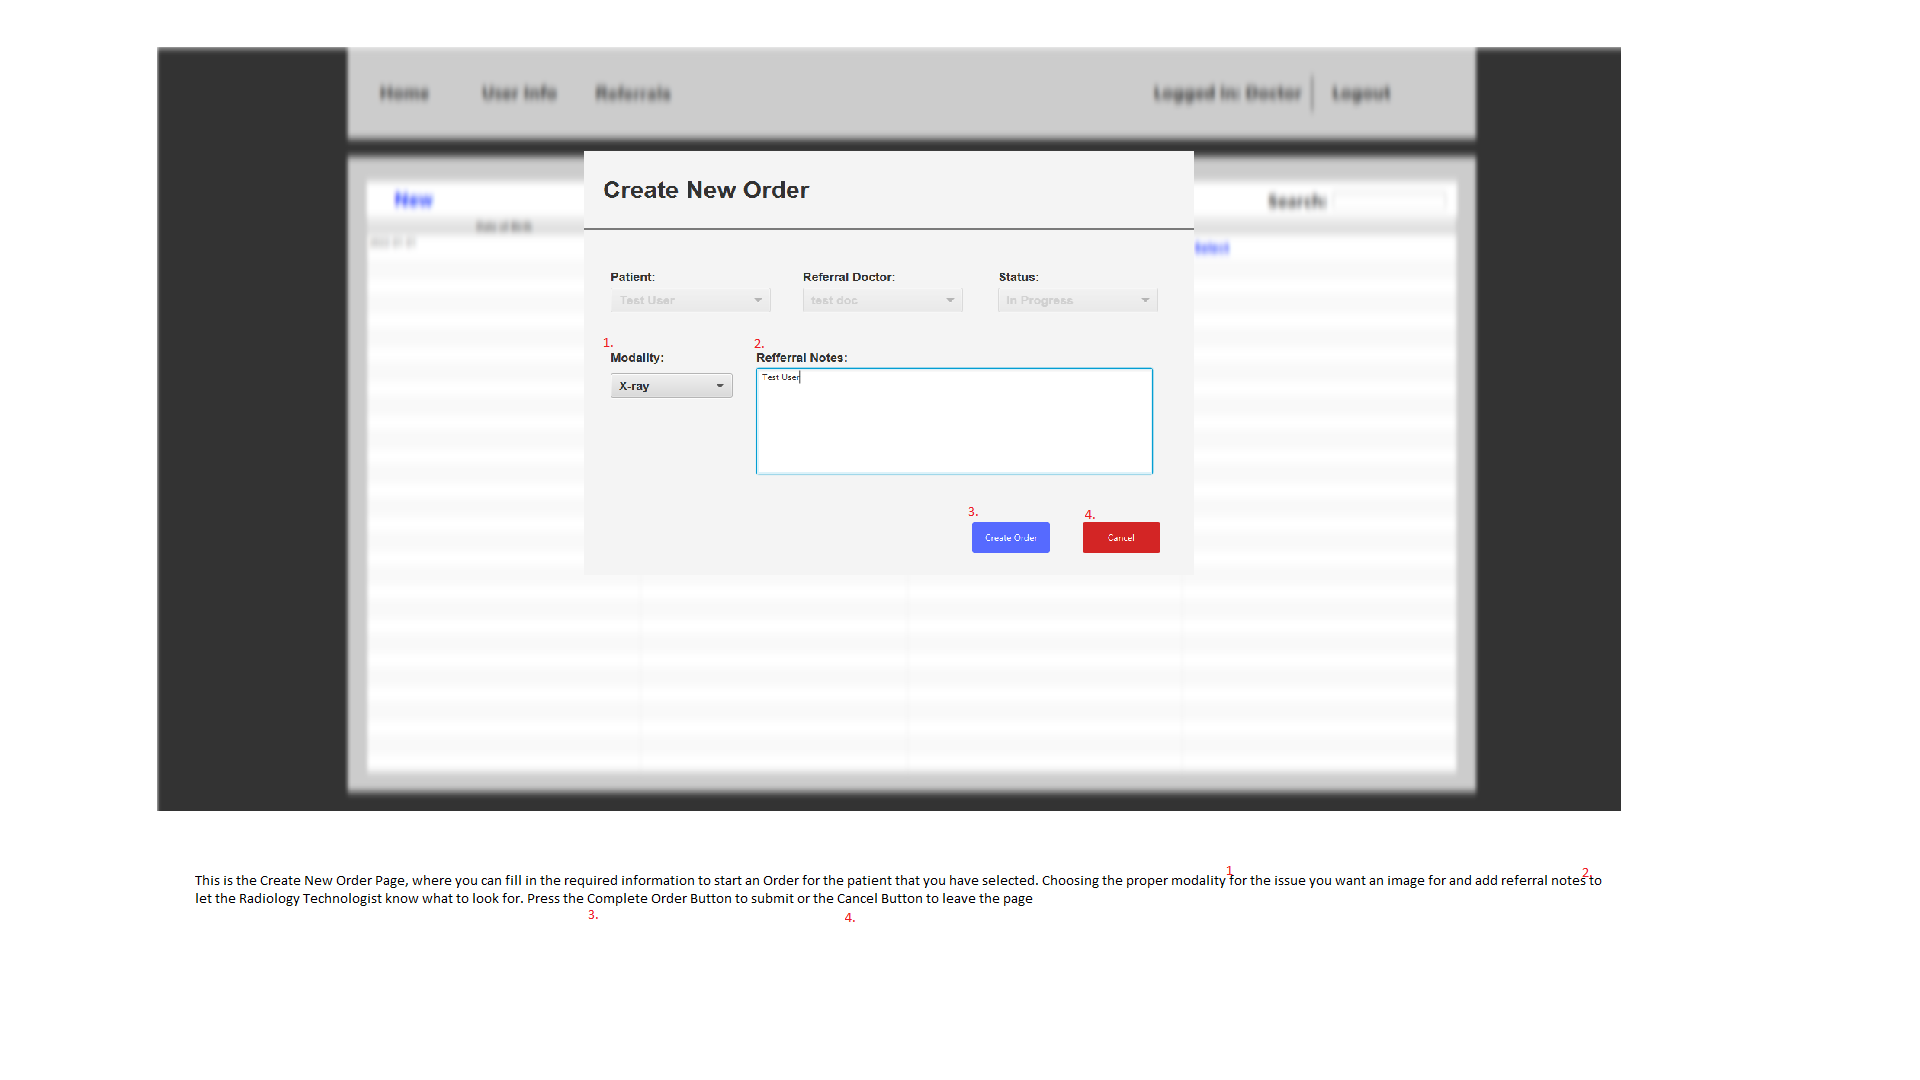 Home User Info Referrals Logged In: Doctor Logout
New Search:
Create New Order
Date of Birth
Select
Patient: Referral Doctor: Status:
Test User test doc In Progress
1. 2.
Modality: Refferral Notes:
X-ray
Test User
3. 4.
Create Order Cancel
1. 2.
This is the Create New Order Page, where you can fill in the required information to start an Order for the patient that you have selected. Choosing the proper modality for the issue you want an image for and add referral notes to
let the Radiology Technologist know what to look for. Press the Complete Order Button to submit or the Cancel Button to leave the page
3. 4.